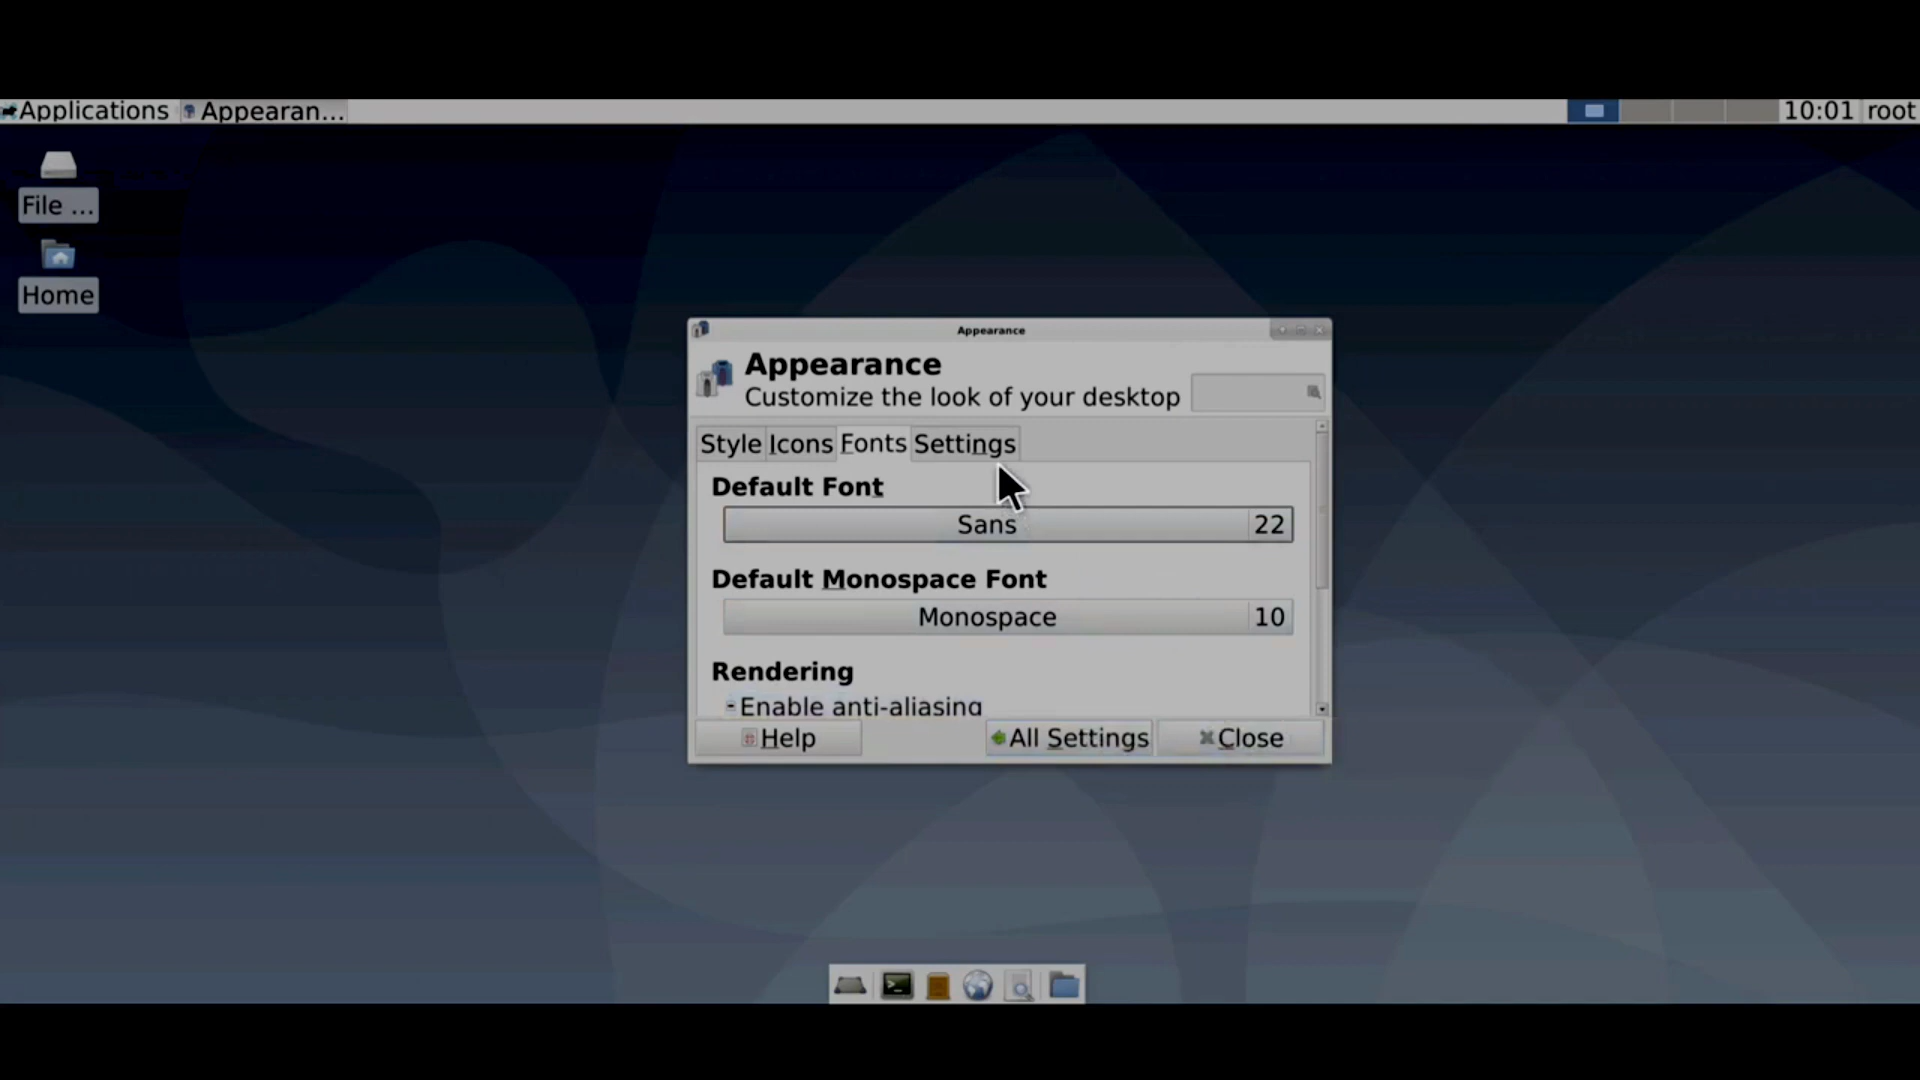 Applications
Appearan...
10:01
root
File ...
Home
Appearance
Appearance
Customize the look of your desktop
Style
Icons
Fonts
Settings
Default Font
Sans
22
Default Monospace Font
Monospace
10
Rendering
Enable anti-aliasing
Help
All Settings
Close